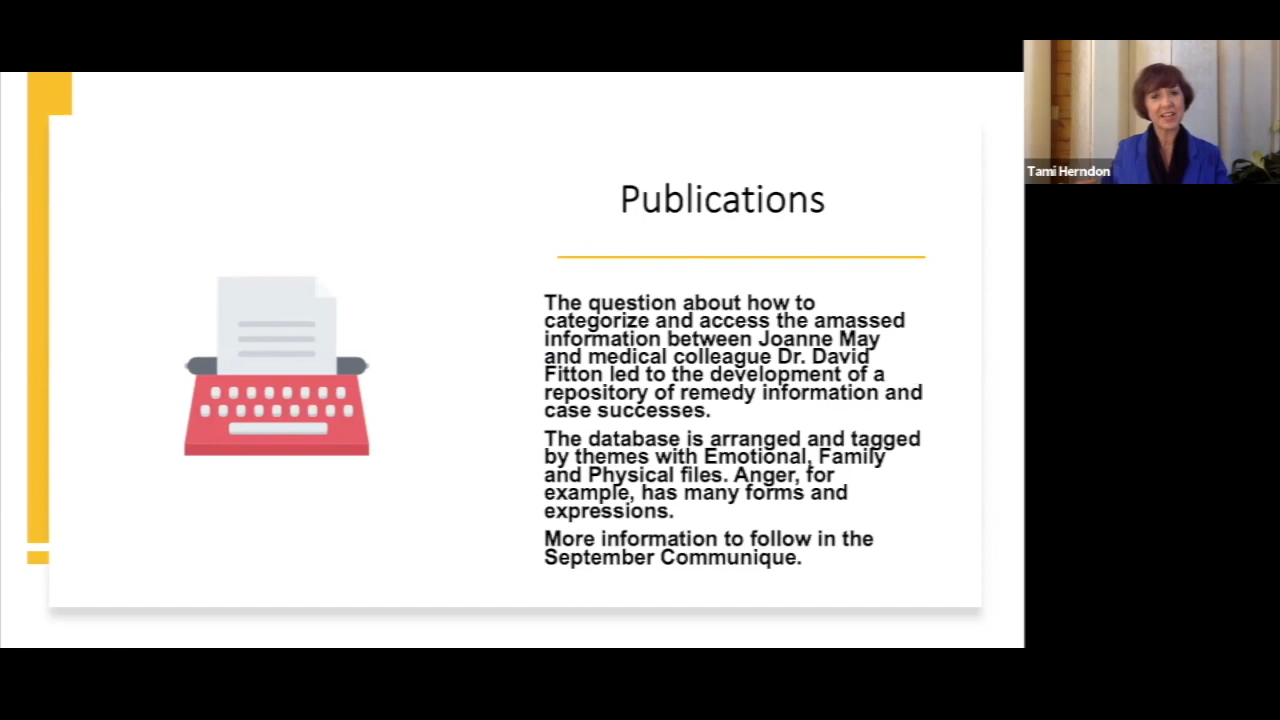 Publications
The question about how to
categorize and access the amassed
information between Joanne May
and medical colleague Dr. David
Fitton led to the development of a
repository of remedy information and
case successes.
The database is arranged and tagged
by themes with Emotional, Family
and Physical files. Anger, for
example, has many forms and
expressions.
More information to follow in the
September Communique.
Tami Herndon